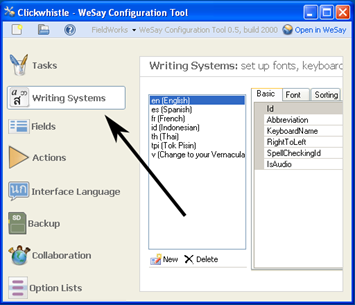 Clickwhistle - WeSay Configuration Tool
FieldWorks
WeSay Configuration Tool 0.5, build 2000
Open in WeSay
Tasks
Writing Systems: set up fonts, keyboard
Writing Systems
Fields
Actions
Interface Language
Backup
Collaboration
Option Lists
en (English)
es (Spanish)
fr (French)
id (Indonesian)
th (Thai)
tpi (Tok Pisin)
v (Change to your Vernacula
New
Delete
Basic
Font
Sorting
Id
Abbreviation
KeyboardName
RightToLeft
SpellCheckingId
IsAudio